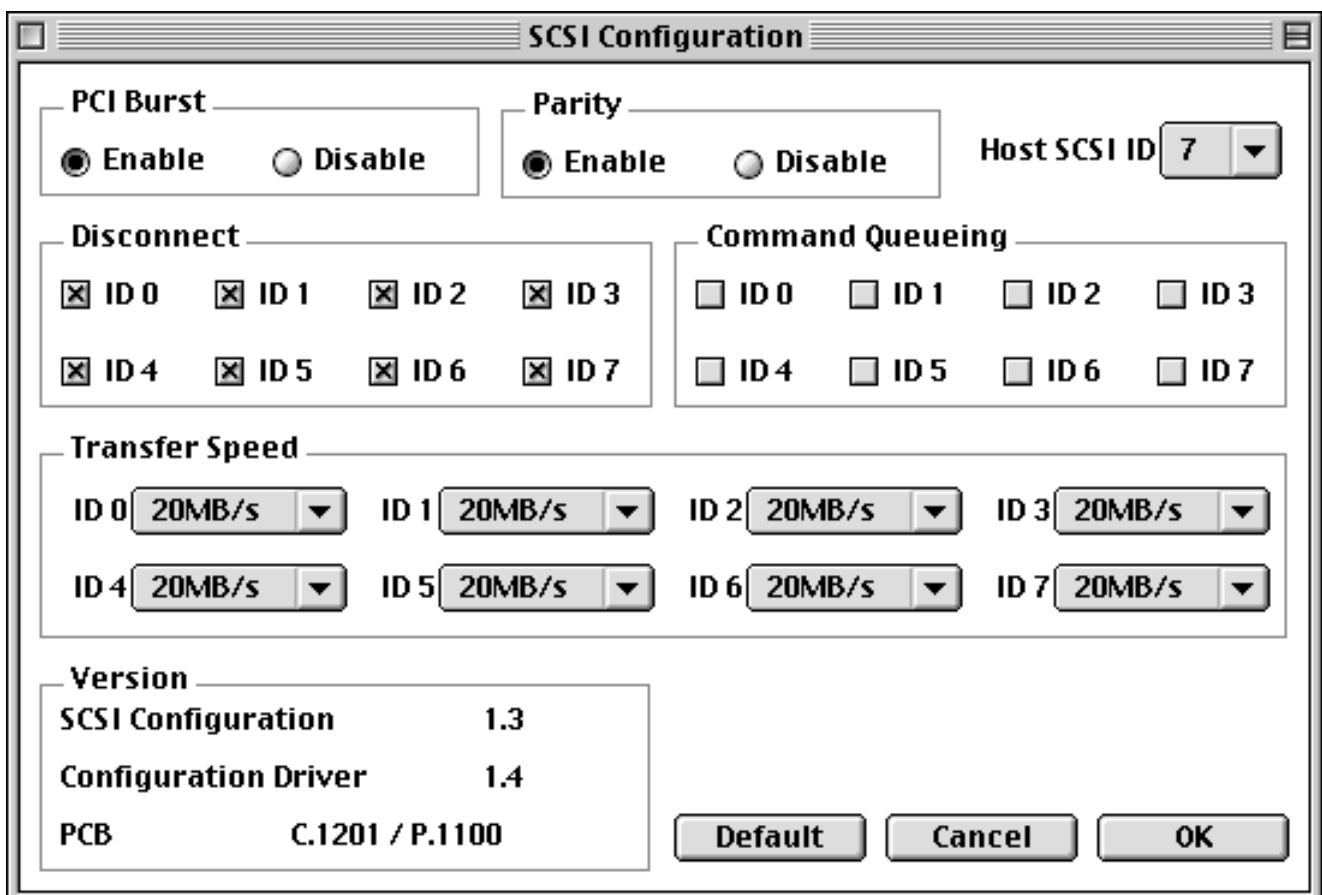 SCSI Configuration
PCI Burst
Enable Disable
Parity
Enable Disable
Host SCSI ID 7
Disconnect
ID 0 ID 1 ID 2 ID 3
ID 4 ID 5 ID 6 ID 7
Command Queueing
ID 0 ID 1 ID 2 ID 3
ID 4 ID 5 ID 6 ID 7
Transfer Speed
ID 0 20MB/s ID 1 20MB/s ID 2 20MB/s ID 3 20MB/s
ID 4 20MB/s ID 5 20MB/s ID 6 20MB/s ID 7 20MB/s
Version
SCSI Configuration 1.3
Configuration Driver 1.4
PCB C.1201 / P.1100
Default Cancel OK